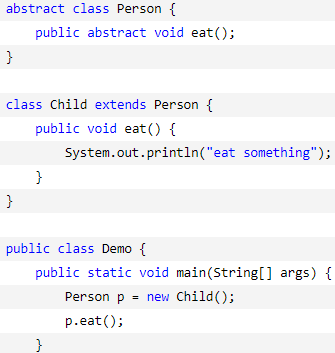 abstract class Person {
    public abstract void eat();
}
class Child extends Person {
    public void eat() {
        System.out.println("eat something");
    }
}
public class Demo {
    public static void main(String[] args) {
        Person p = new Child();
        p.eat();
    }